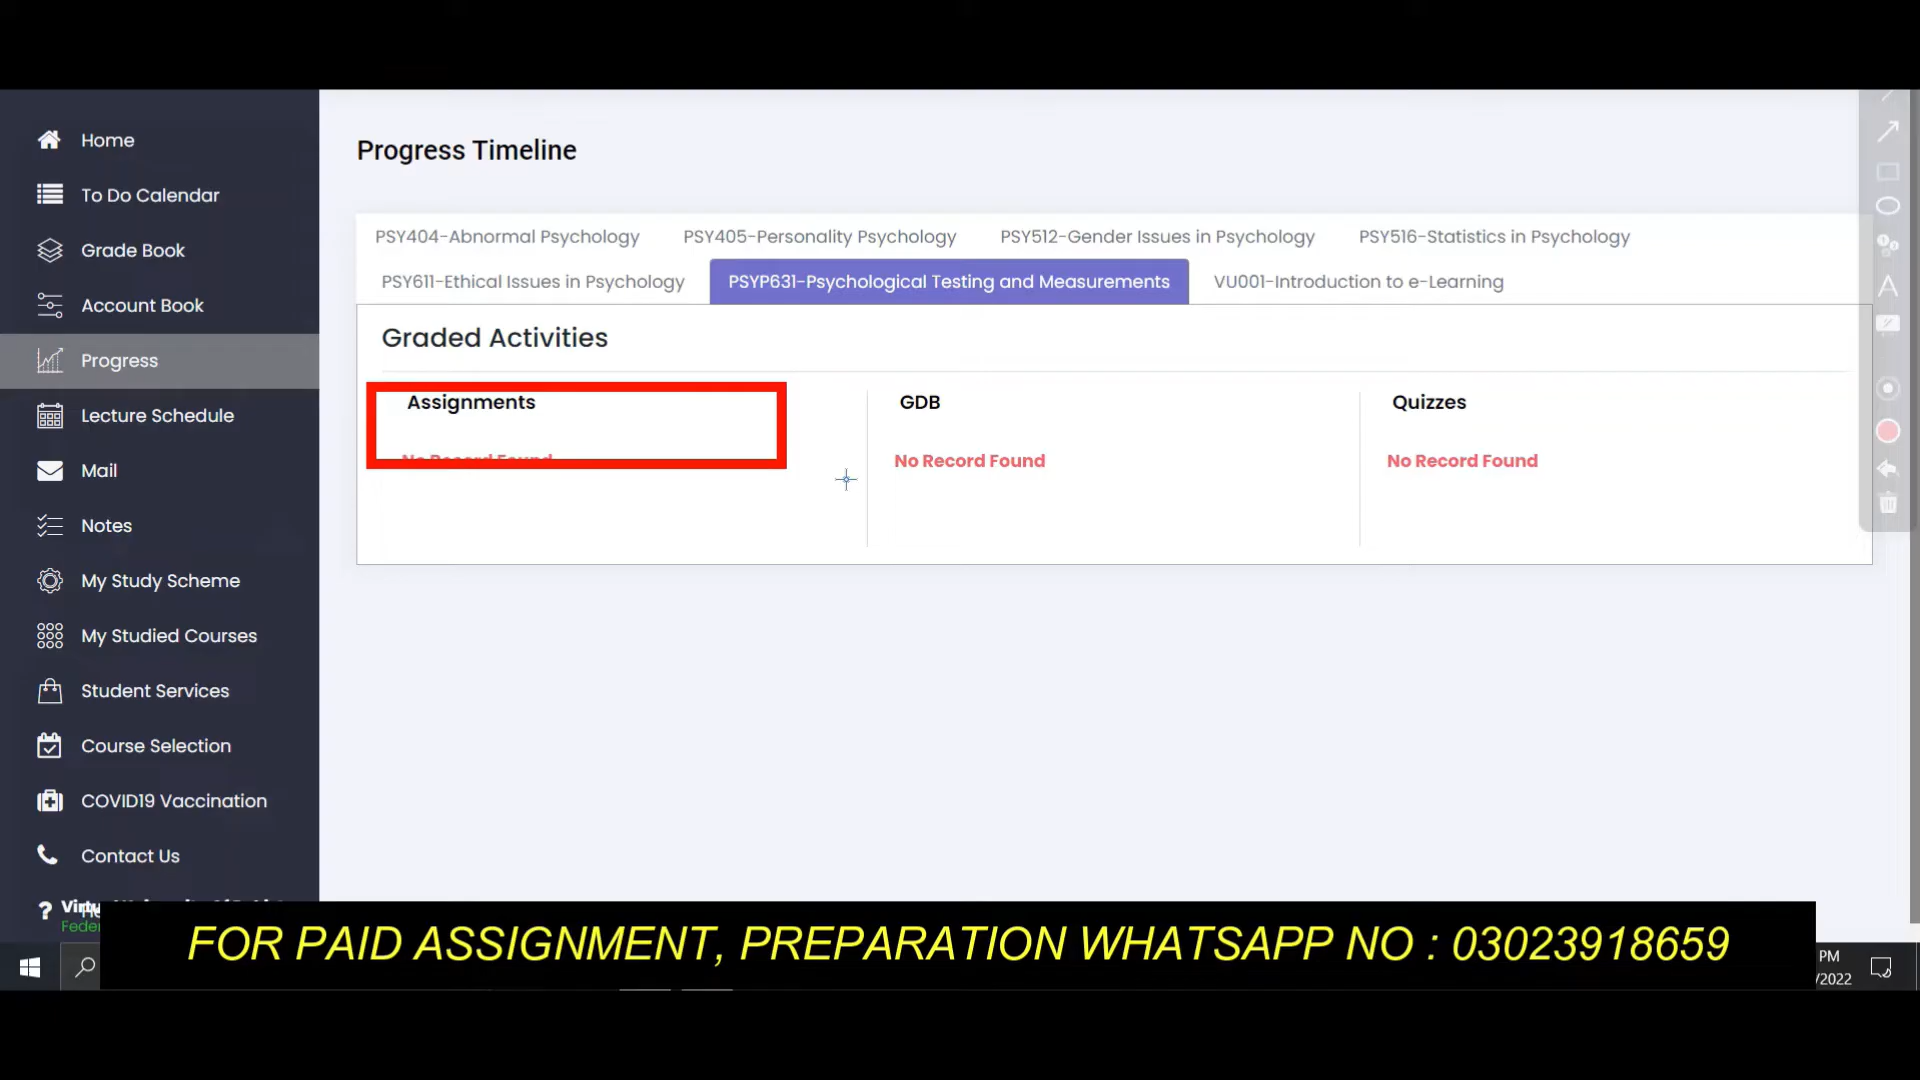 Home
To Do Calendar
Grade Book
Account Book
Progress
Lecture Schedule
Mail
Notes
My Study Scheme
My Studied Courses
Student Services
Course Selection
COVID19 Vaccination
Contact Us
Progress Timeline
PSY404-Abnormal Psychology PSY405-Personality Psychology PSY512-Gender Issues in Psychology PSY516-Statistics in Psychology
PSY611-Ethical Issues in Psychology PSYP631-Psychological Testing and Measurements VU001-Introduction to e-Learning
Graded Activities
Assignments GDB Quizzes
No Record Found No Record Found No Record Found
FOR PAID ASSIGNMENT, PREPARATION WHATSAPP NO : 03023918659
PM
/2022